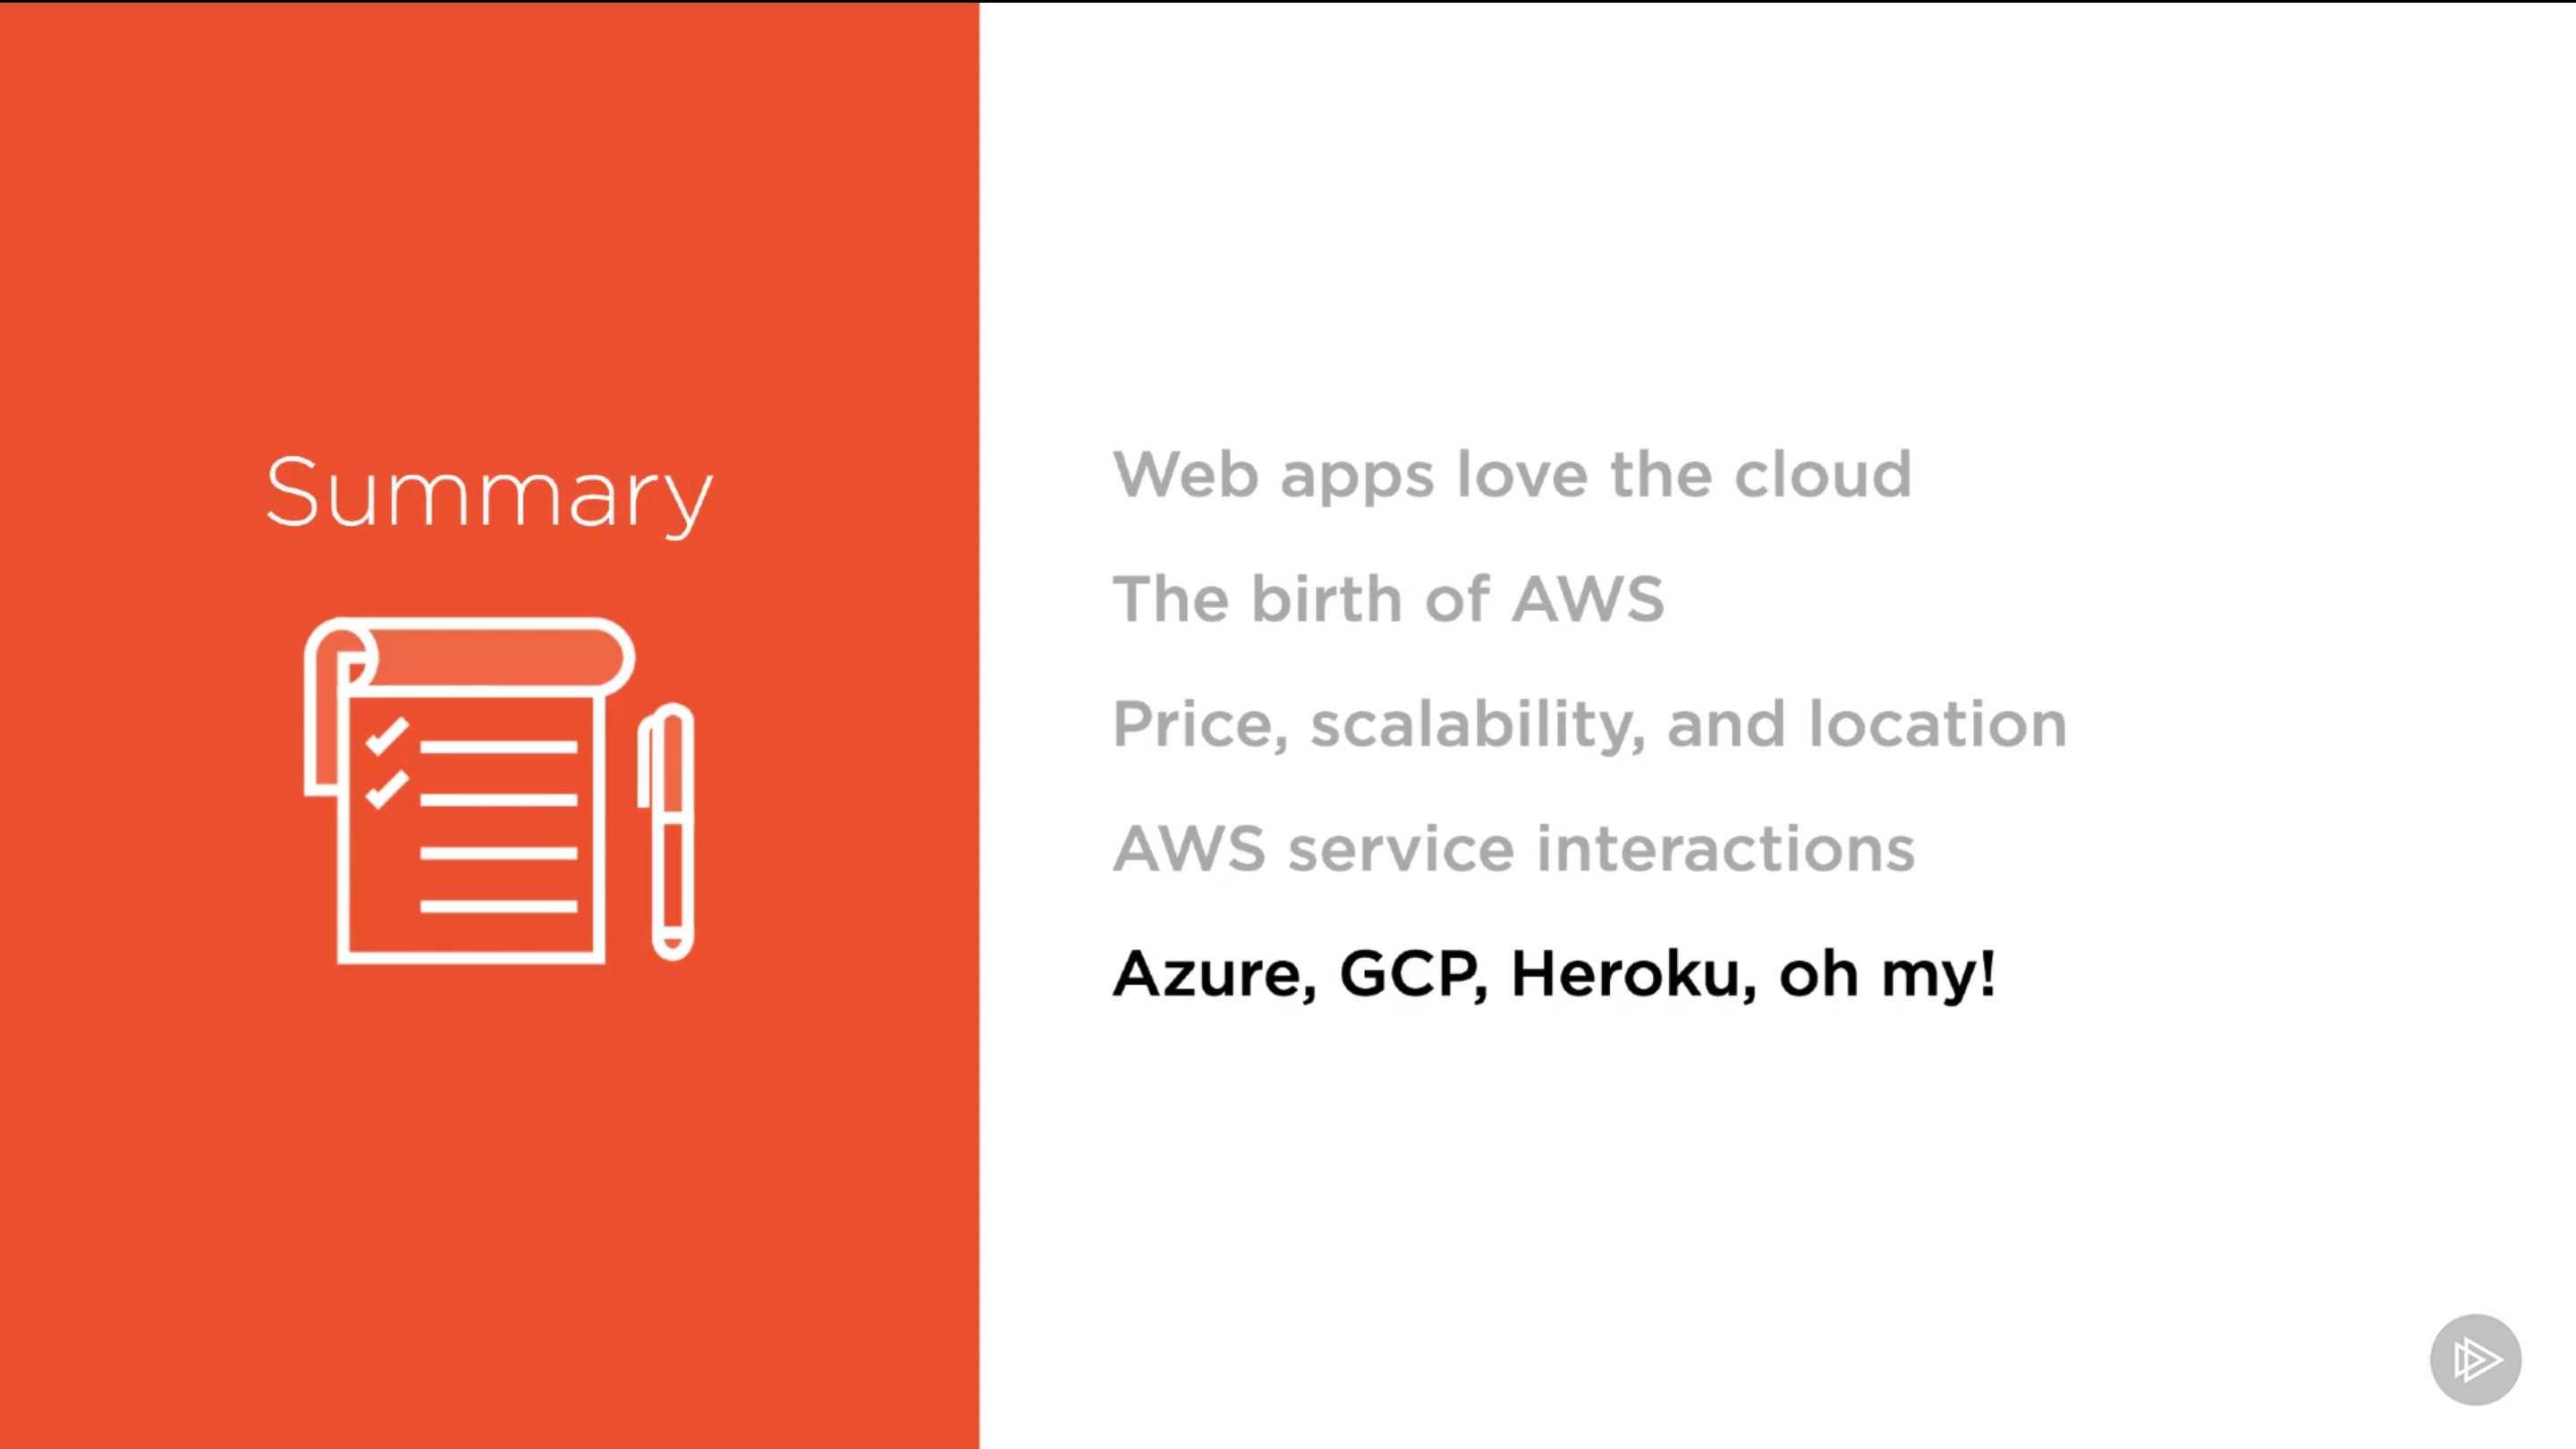 Summary
Web apps love the cloud
The birth of AWS
Price, scalability, and location
AWS service interactions
Azure, GCP, Heroku, oh my!